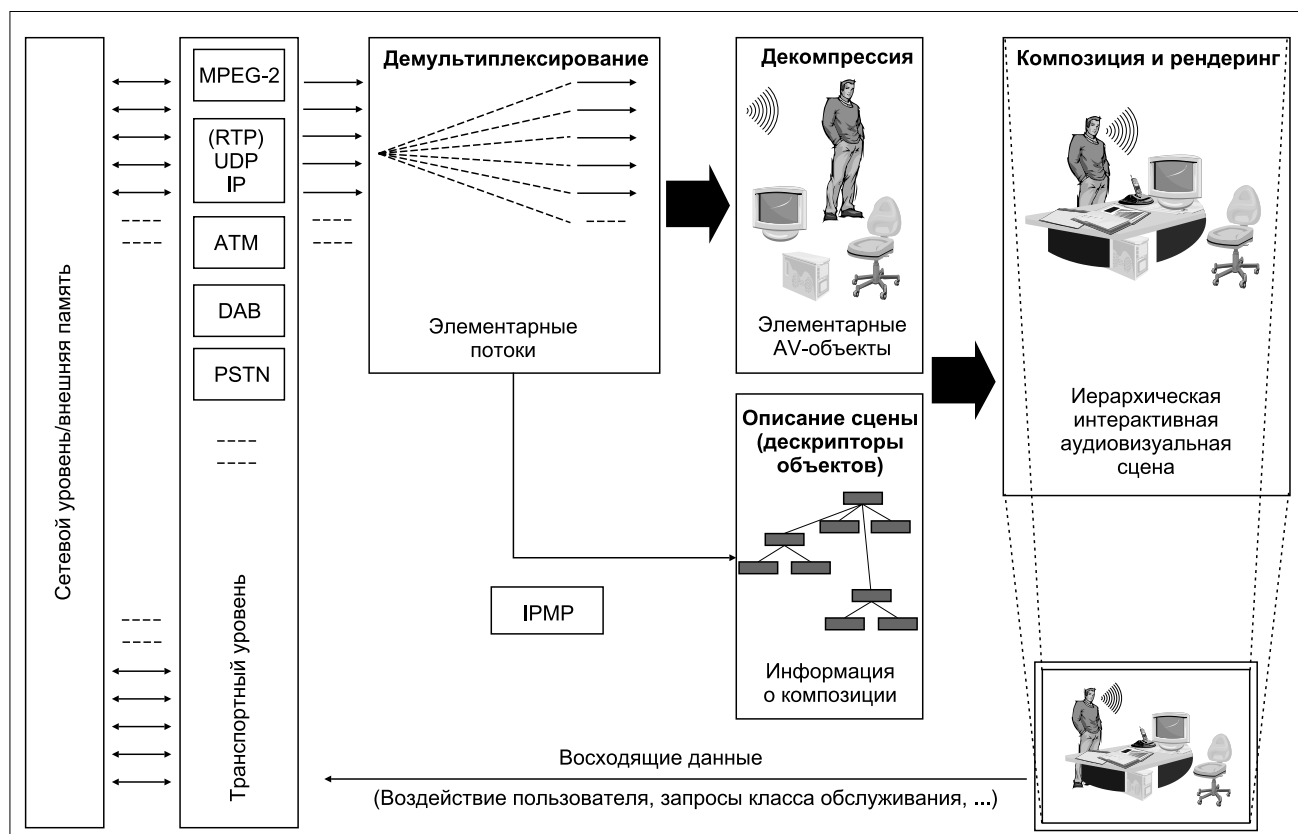 Сетевой уровень/внешняя память
Транспортный уровень
MPEG-2
(RTP)
UDP
IP
ATM
DAB
PSTN
Демультиплексирование
Элементарные
потоки
IPMP
Декомпрессия
Элементарные
AV-объекты
Описание сцены
(дескрипторы
объектов)
Информация
о композиции
Композиция и рендеринг
Иерархическая
интерактивная
аудиовизуальная
сцена
Восходящие данные
(Воздействие пользователя, запросы класса обслуживания, ...)